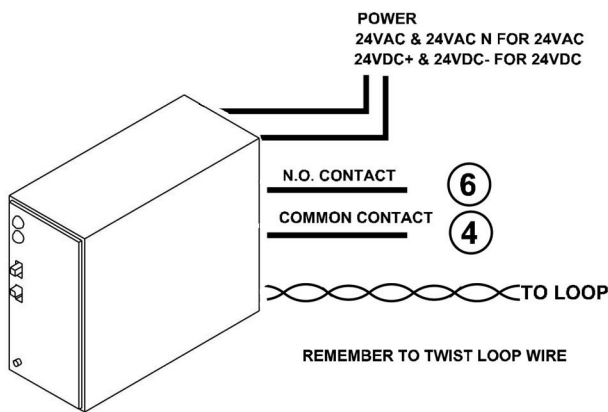 POWER
24VAC & 24VAC N FOR 24VAC
24VDC+ & 24VDC- FOR 24VDC
N.O. CONTACT
6
COMMON CONTACT
4
TO LOOP
REMEMBER TO TWIST LOOP WIRE